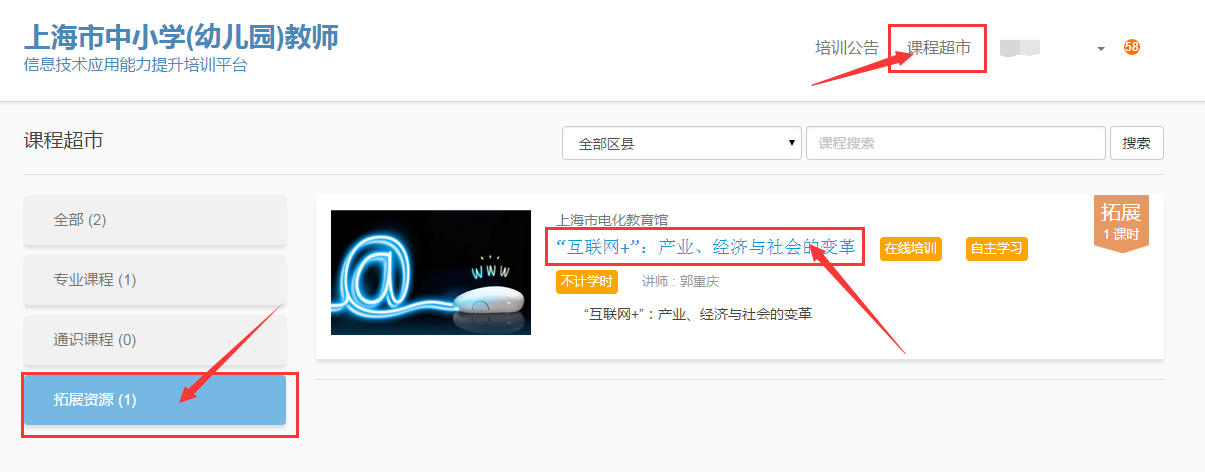 上海市中小学(幼儿园)教师
信息技术应用能力提升培训平台
培训公告 课程超市 58
课程超市
全部区县 课程搜索 搜索
全部 (2)
专业课程 (1)
通识课程 (0)
拓展资源 (1)
上海市电化教育馆
“互联网+”：产业、经济与社会的变革 在线培训 自主学习
不计学时 讲师 : 郭重庆
“互联网+”：产业、经济与社会的变革
拓展
1 课时
www